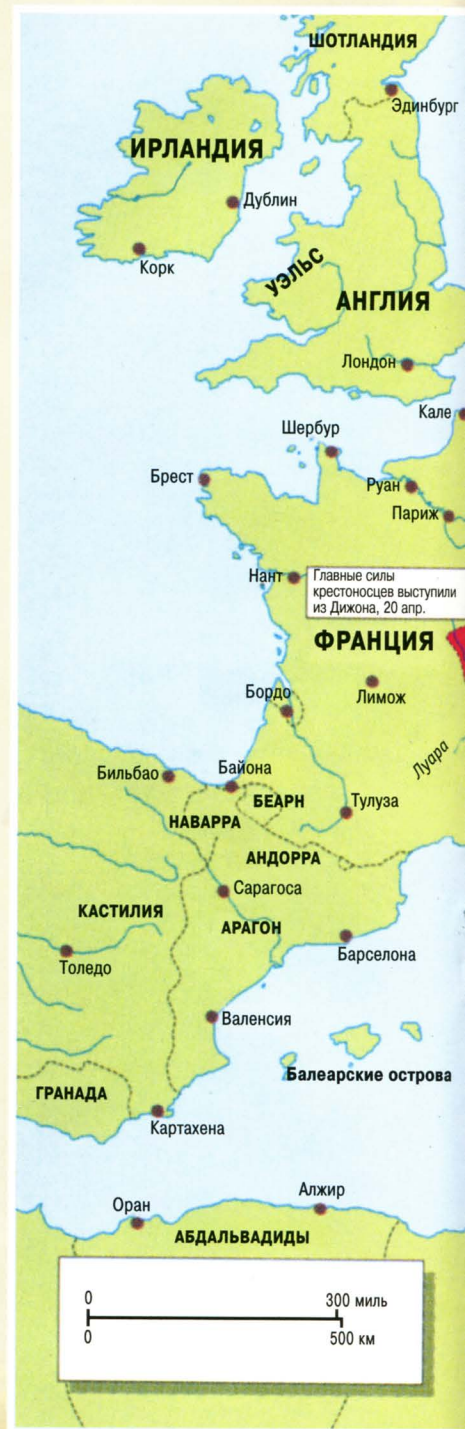 ШОТЛАНДИЯ
Эдинбург
ИРЛАНДИЯ
Дублин
Корк
УЭЛЬС
АНГЛИЯ
Лондон
Кале
Шербур
Брест
Руан
Париж
Нант
Главные силы
крестоносцев выступили
из Дижона, 20 апр.
ФРАНЦИЯ
Лимож
Бордо
Луара
Бильбао
Байона
БЕАРН
Тулуза
НАВАРРА
АНДОРРА
Сарагоса
КАСТИЛИЯ
АРАГОН
Барселона
Толедо
Валенсия
Балеарские острова
ГРАНАДА
Картахена
Оран
Алжир
АБДАЛЬВАДИДЫ
0 300 миль
0 500 км